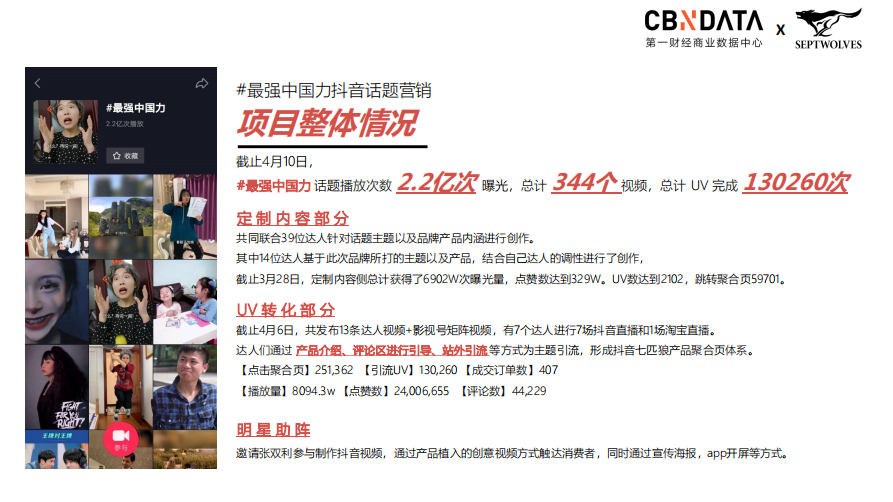 CBNDATA
第一财经商业数据中心
X
SEPTWOLVES
#最强中国力
2.2亿次播放
收藏
#最强中国力抖音话题营销
项目整体情况
截止4月10日，
#最强中国力 话题播放次数 2.2亿次 曝光，总计 344个 视频，总计 UV 完成 130260次
定制内容部分
共同联合39位达人针对话题主题以及品牌产品内涵进行创作。
其中14位达人基于此次品牌所打的主题以及产品，结合自己达人的调性进行了创作，
截止3月28日，定制内容侧总计获得了6902W次曝光量，点赞数达到329W。UV数达到2102，跳转聚合页59701。
UV转化部分
截止4月6日，共发布13条达人视频+影视号矩阵视频，有7个达人进行7场抖音直播和1场淘宝直播。
达人们通过 产品介绍、评论区进行引导、站外引流 等方式为主题引流，形成抖音七匹狼产品聚合页体系。
【点击聚合页】251,362 【引流UV】130,260 【成交订单数】407
【播放量】8094.3w 【点赞数】24,006,655 【评论数】44,229
明星助阵
邀请张双利参与制作抖音视频，通过产品植入的创意视频方式触达消费者，同时通过宣传海报，app开屏等方式。
FIGHT
FOR YOUR
RIGHT!
王牌对王牌
参与